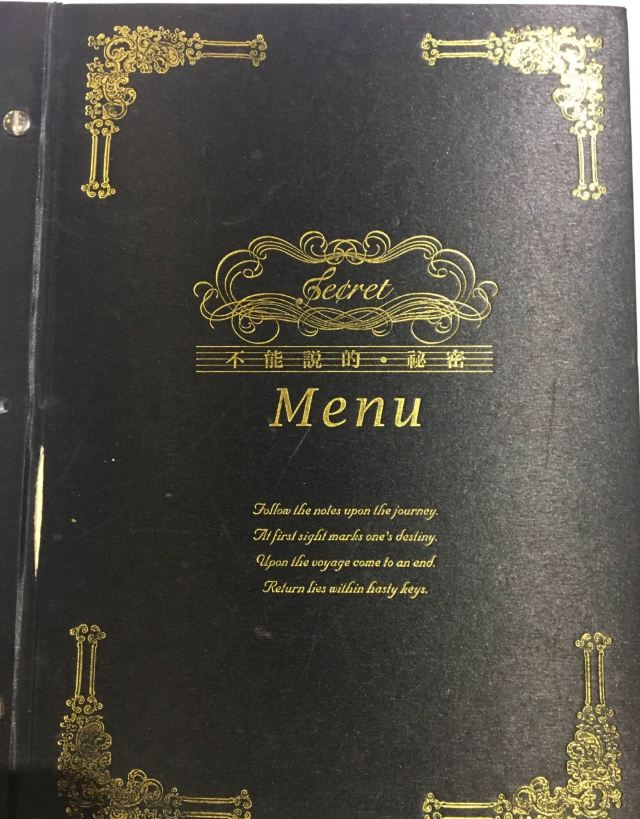 Secret
不能說的。祕密
Menu
Follow the notes upon the journey.
At first sight marks one's destiny.
Upon the voyage come to an end.
Return lies within hasty keys.